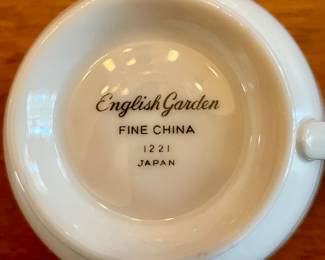 English Garden
FINE CHINA
1221
JAPAN